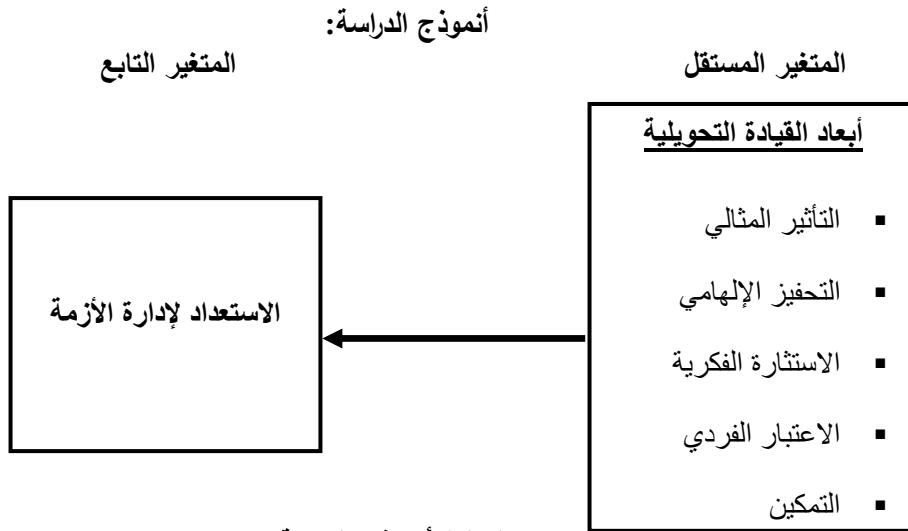 أنموذج الدراسة:
المتغير المستقل
المتغير التابع
أبعاد القيادة التحويلية
▪ التأثير المثالي
▪ التحفيز الإلهامي
▪ الاستثارة الفكرية
▪ الاعتبار الفردي
▪ التمكين
الاستعداد لإدارة الأزمة